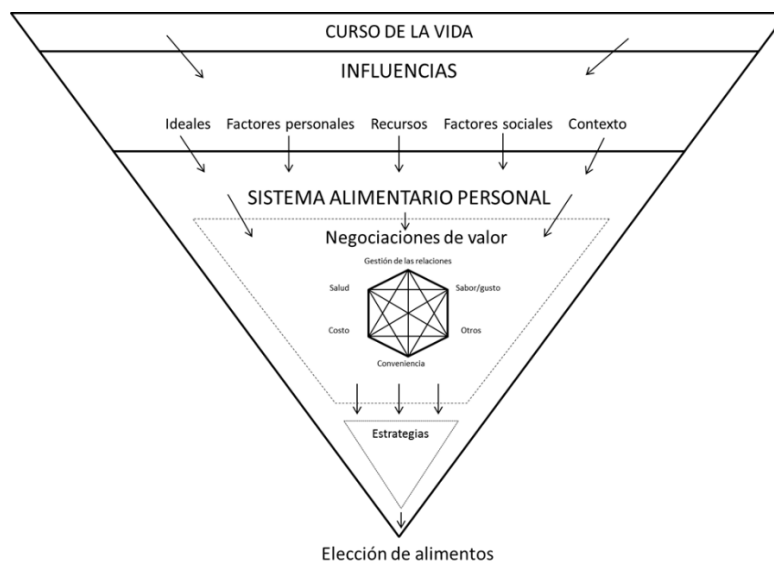 CURSO DE LA VIDA
INFLUENCIAS
Ideales Factores personales Recursos Factores sociales Contexto
SISTEMA ALIMENTARIO PERSONAL
Negociaciones de valor
Gestión de las relaciones
Salud Sabor/gusto
Costo Otros
Conveniencia
Estrategias
Elección de alimentos